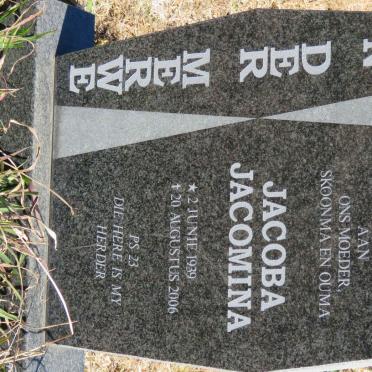 DER
MERWE
AAN
ONS MOEDER,
SKOONMA EN OUMA
JACOBA
JACOMINA
★ 2 JUNIE 1939
✝ 20 AUGUSTUS 2006
PS 23
DIE HERE IS MY
HERDER